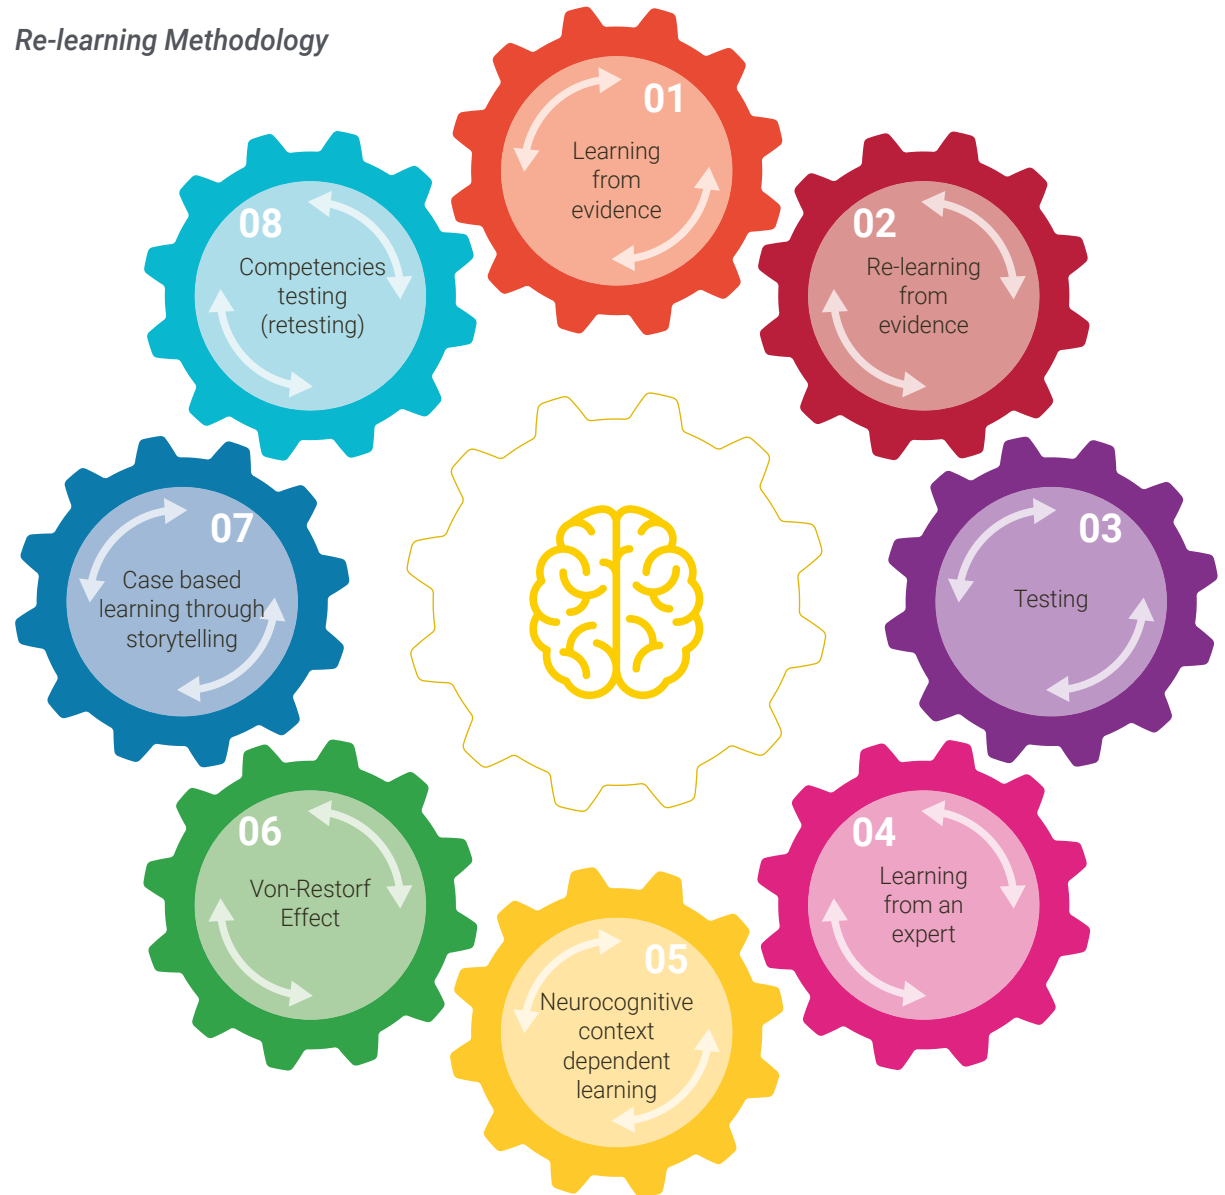 Re-learning Methodology
01
Learning
from
evidence
02
Re-learning
from
evidence
03
Testing
04
Learning
from an
expert
05
Neurocognitive
context
dependent
learning
06
Von-Restorf
Effect
07
Case based
learning through
storytelling
08
Competencies
testing
(retesting)